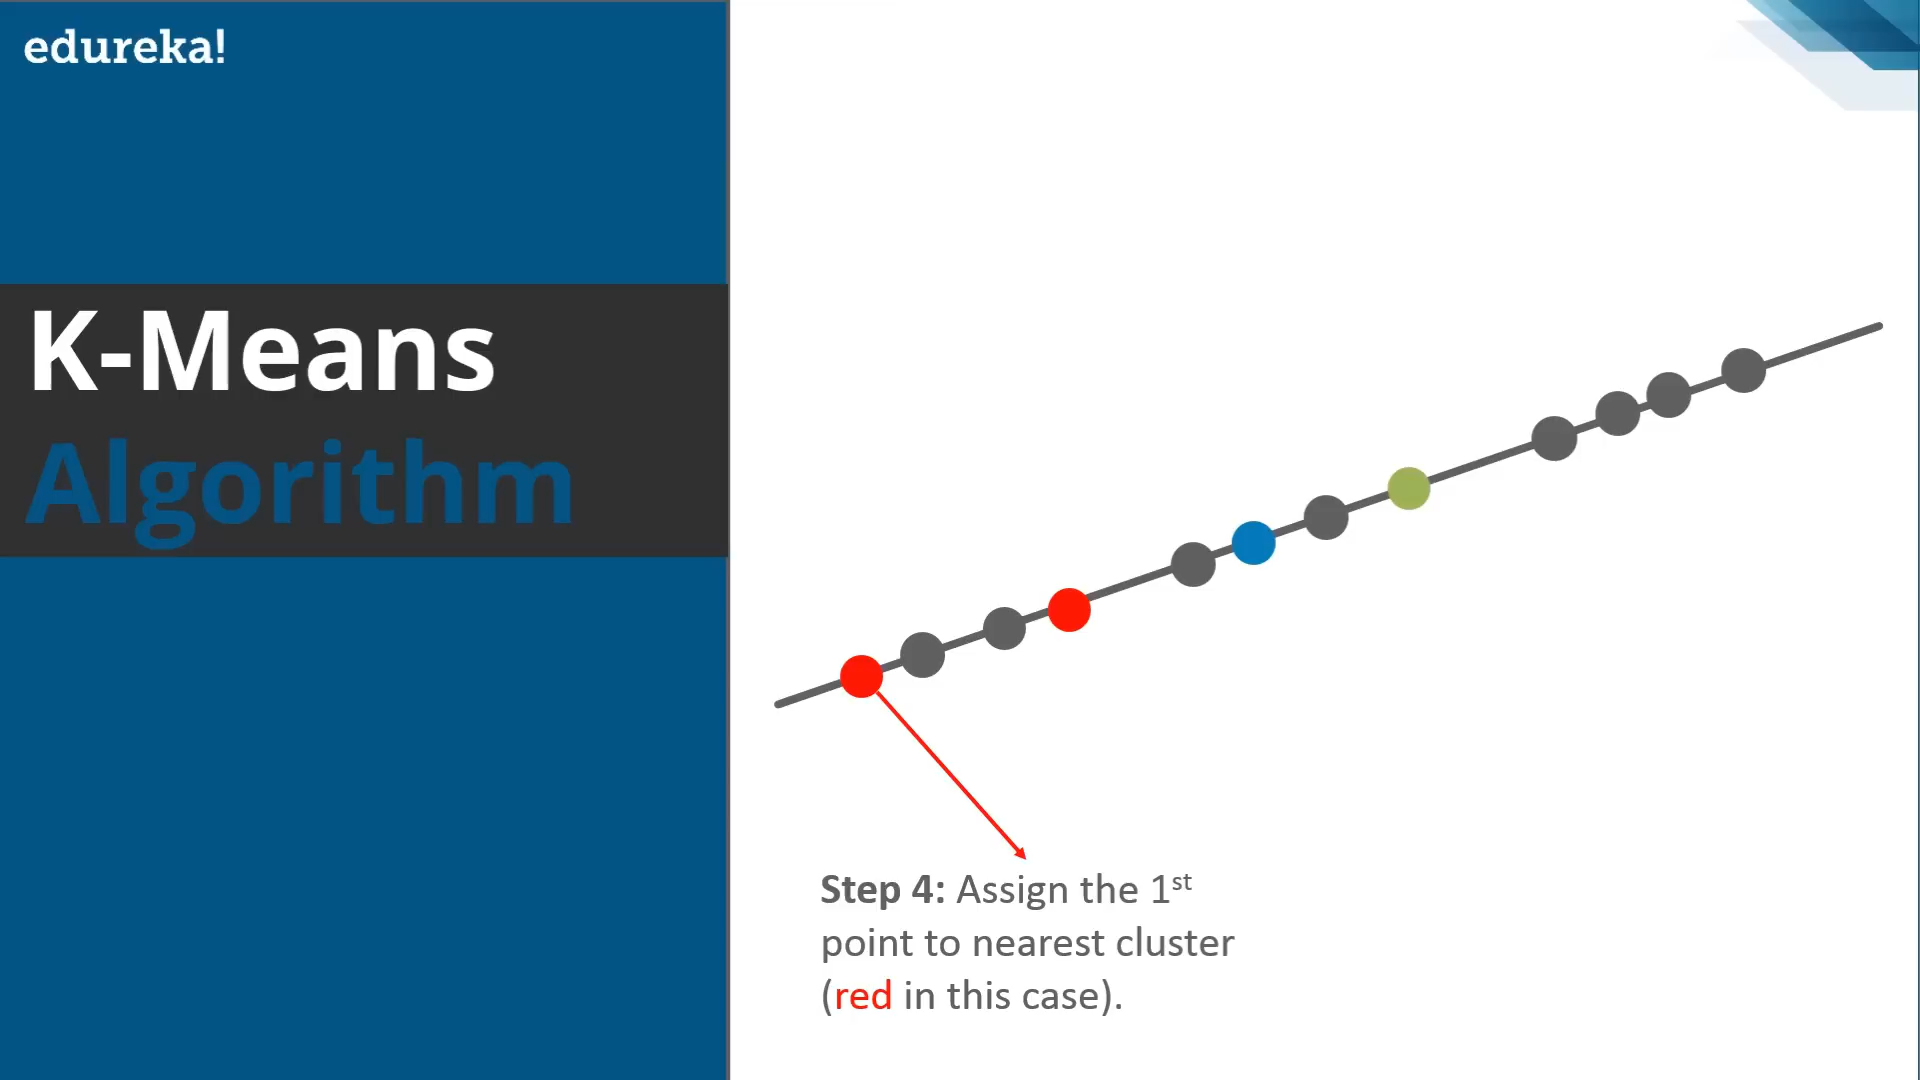 edureka!
K-Means
Algorithm
Step 4: Assign the 1st
point to nearest cluster
(red in this case).